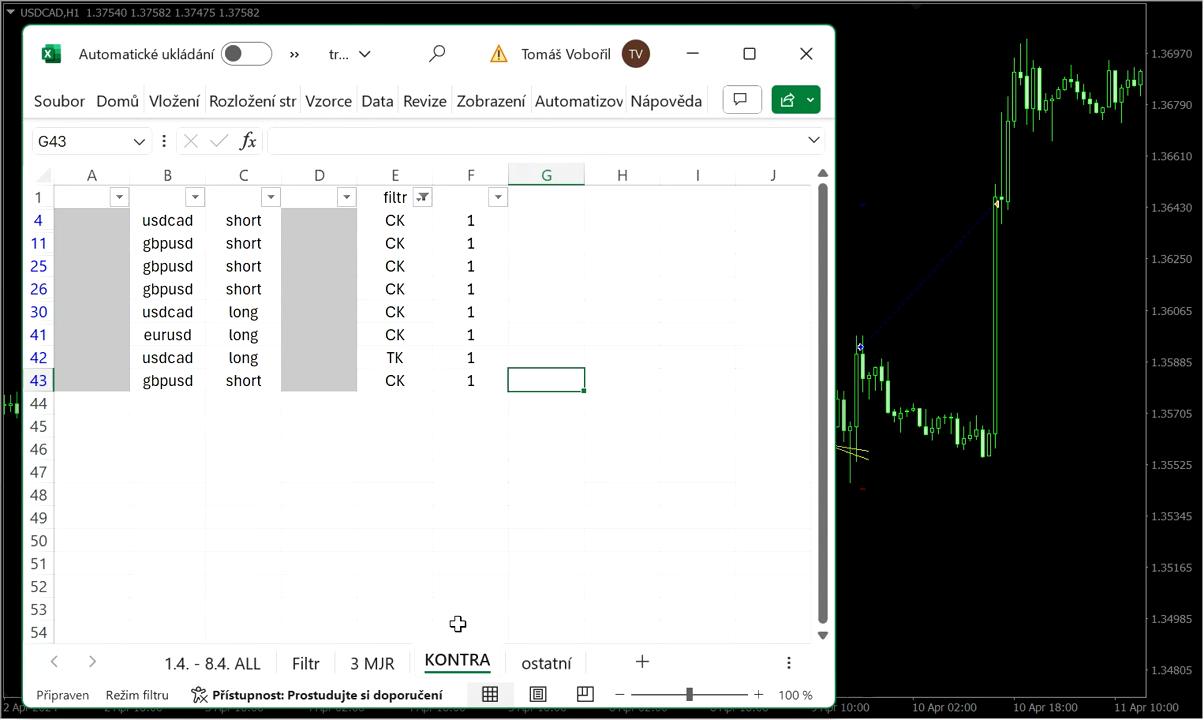 USDCAD,H1 1.37540 1.37582 1.37475 1.37582
Automatické ukládání
tr...
Tomáš Vobořil
TV
Soubor Domů Vložení Rozložení str Vzorce Data Revize Zobrazení Automatizov Nápověda
G43
fx
A B C D E F G H I J
1 filtr
4 usdcad short CK 1
11 gbpusd short CK 1
25 gbpusd short CK 1
26 gbpusd short CK 1
30 usdcad long CK 1
41 eurusd long CK 1
42 usdcad long TK 1
43 gbpusd short CK 1
44
45
46
47
48
49
50
51
52
53
54
1.4. - 8.4. ALL Filtr 3 MJR KONTRA ostatní
Připraven Režim filtru Přístupnost: Prostudujte si doporučení 100 %
1.36970
1.36790
1.36610
1.36430
1.36250
1.36065
1.35885
1.35705
1.35525
1.35345
1.35165
1.34985
1.34805
10:00 10 Apr 02:00 10 Apr 18:00 11 Apr 10:00